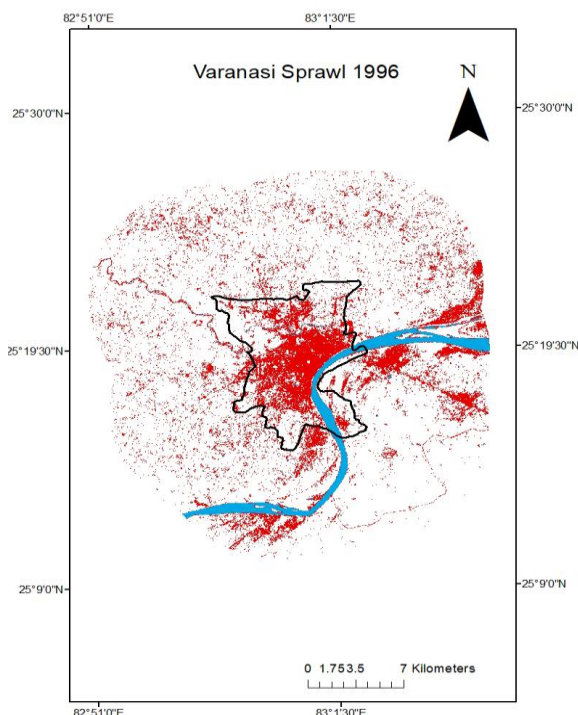 82°51'0"E 83°1'30"E
Varanasi Sprawl 1996
N
25°30'0"N 25°30'0"N
25°19'30"N 25°19'30"N
25°9'0"N 25°9'0"N
0 1.753.5 7 Kilometers
82°51'0"E 83°1'30"E